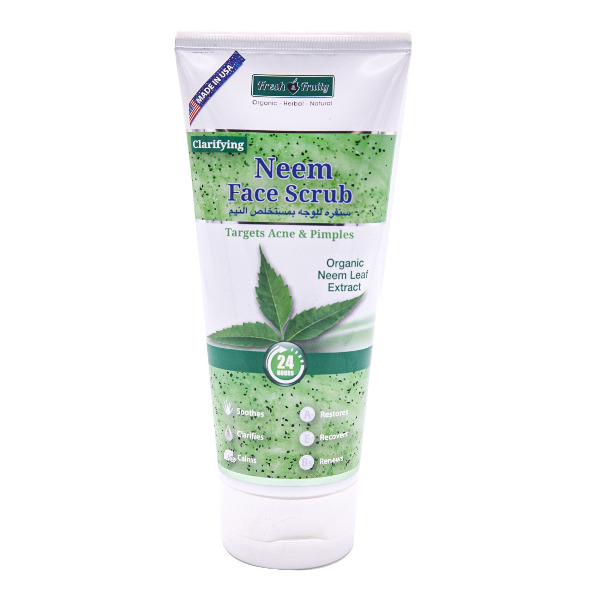 MADE IN USA
Fresh & Fruity
Organic - Herbal - Natural
Clarifying
Neem
Face Scrub
سنفره للوجه بمستخلص النيم
Targets Acne & Pimples
Organic
Neem Leaf
Extract
24
HOURS
Soothes
A Restores
Clarifies
E Recovers
Calms
B Renews